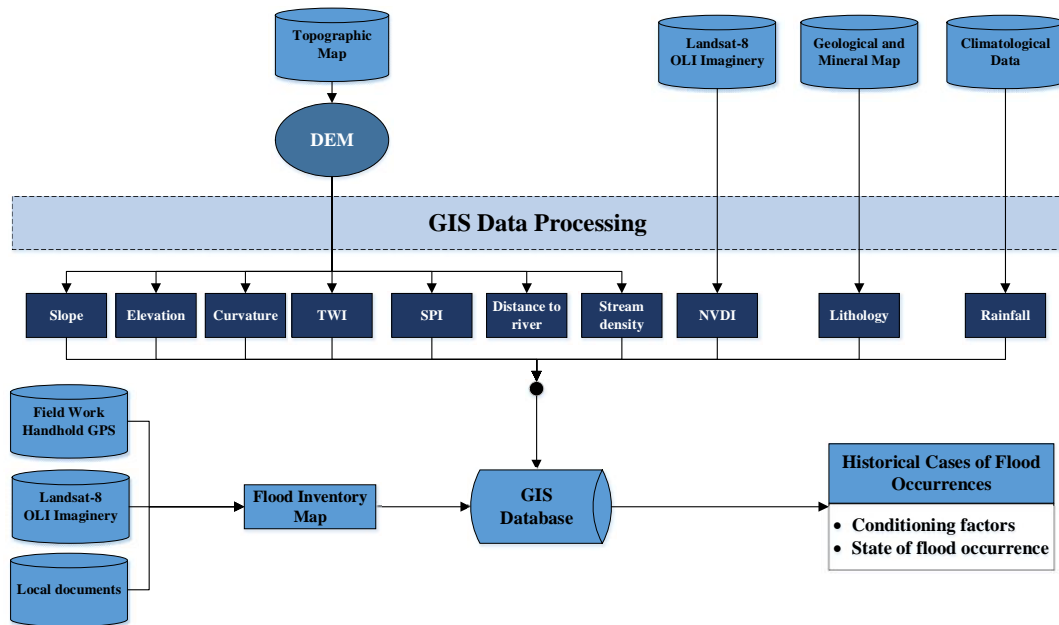 Topographic
Map
Landsat-8
OLI Imaginery
Geological and
Mineral Map
Climatological
Data
DEM
GIS Data Processing
Slope
Elevation
Curvature
TWI
SPI
Distance to
river
Stream
density
NVDI
Lithology
Rainfall
Field Work
Handhold GPS
Landsat-8
OLI Imaginery
Local documents
Flood Inventory
Map
GIS
Database
Historical Cases of Flood
Occurrences
• Conditioning factors
• State of flood occurrence